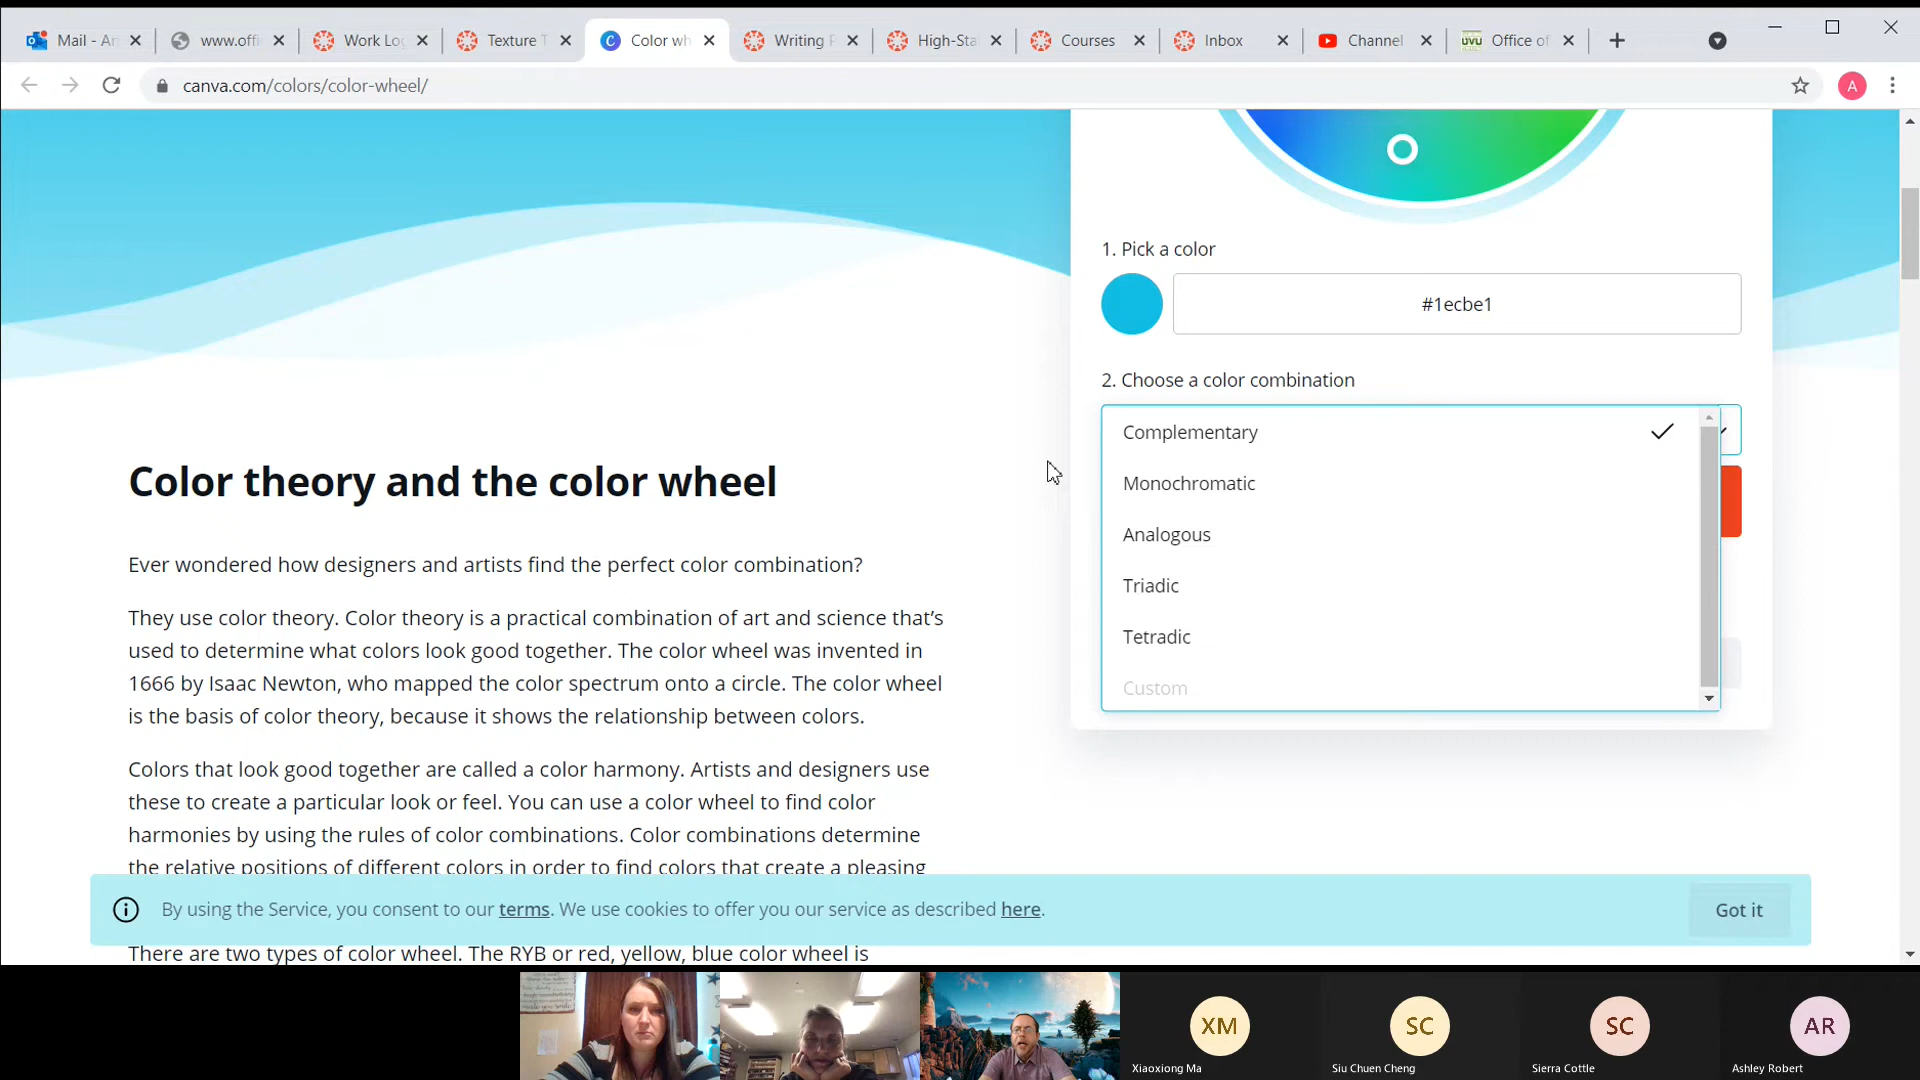 Mail - A
www.offi
Work Lo
Texture T
Color wh
Writing
High-Sta
Courses
Inbox
Channel
Office of
canva.com/colors/color-wheel/
A
1. Pick a color
#1ecbe1
2. Choose a color combination
Complementary
Monochromatic
Analogous
Triadic
Tetradic
Custom
Color theory and the color wheel
Ever wondered how designers and artists find the perfect color combination?
They use color theory. Color theory is a practical combination of art and science that’s
used to determine what colors look good together. The color wheel was invented in
1666 by Isaac Newton, who mapped the color spectrum onto a circle. The color wheel
is the basis of color theory, because it shows the relationship between colors.
Colors that look good together are called a color harmony. Artists and designers use
these to create a particular look or feel. You can use a color wheel to find color
harmonies by using the rules of color combinations. Color combinations determine
the relative positions of different colors in order to find colors that create a pleasing
By using the Service, you consent to our terms. We use cookies to offer you our service as described here.
Got it
There are two types of color wheel. The RYB or red, yellow, blue color wheel is
XM
SC
SC
AR
Xiaoxiong Ma
Siu Chuen Cheng
Sierra Cottle
Ashley Robert